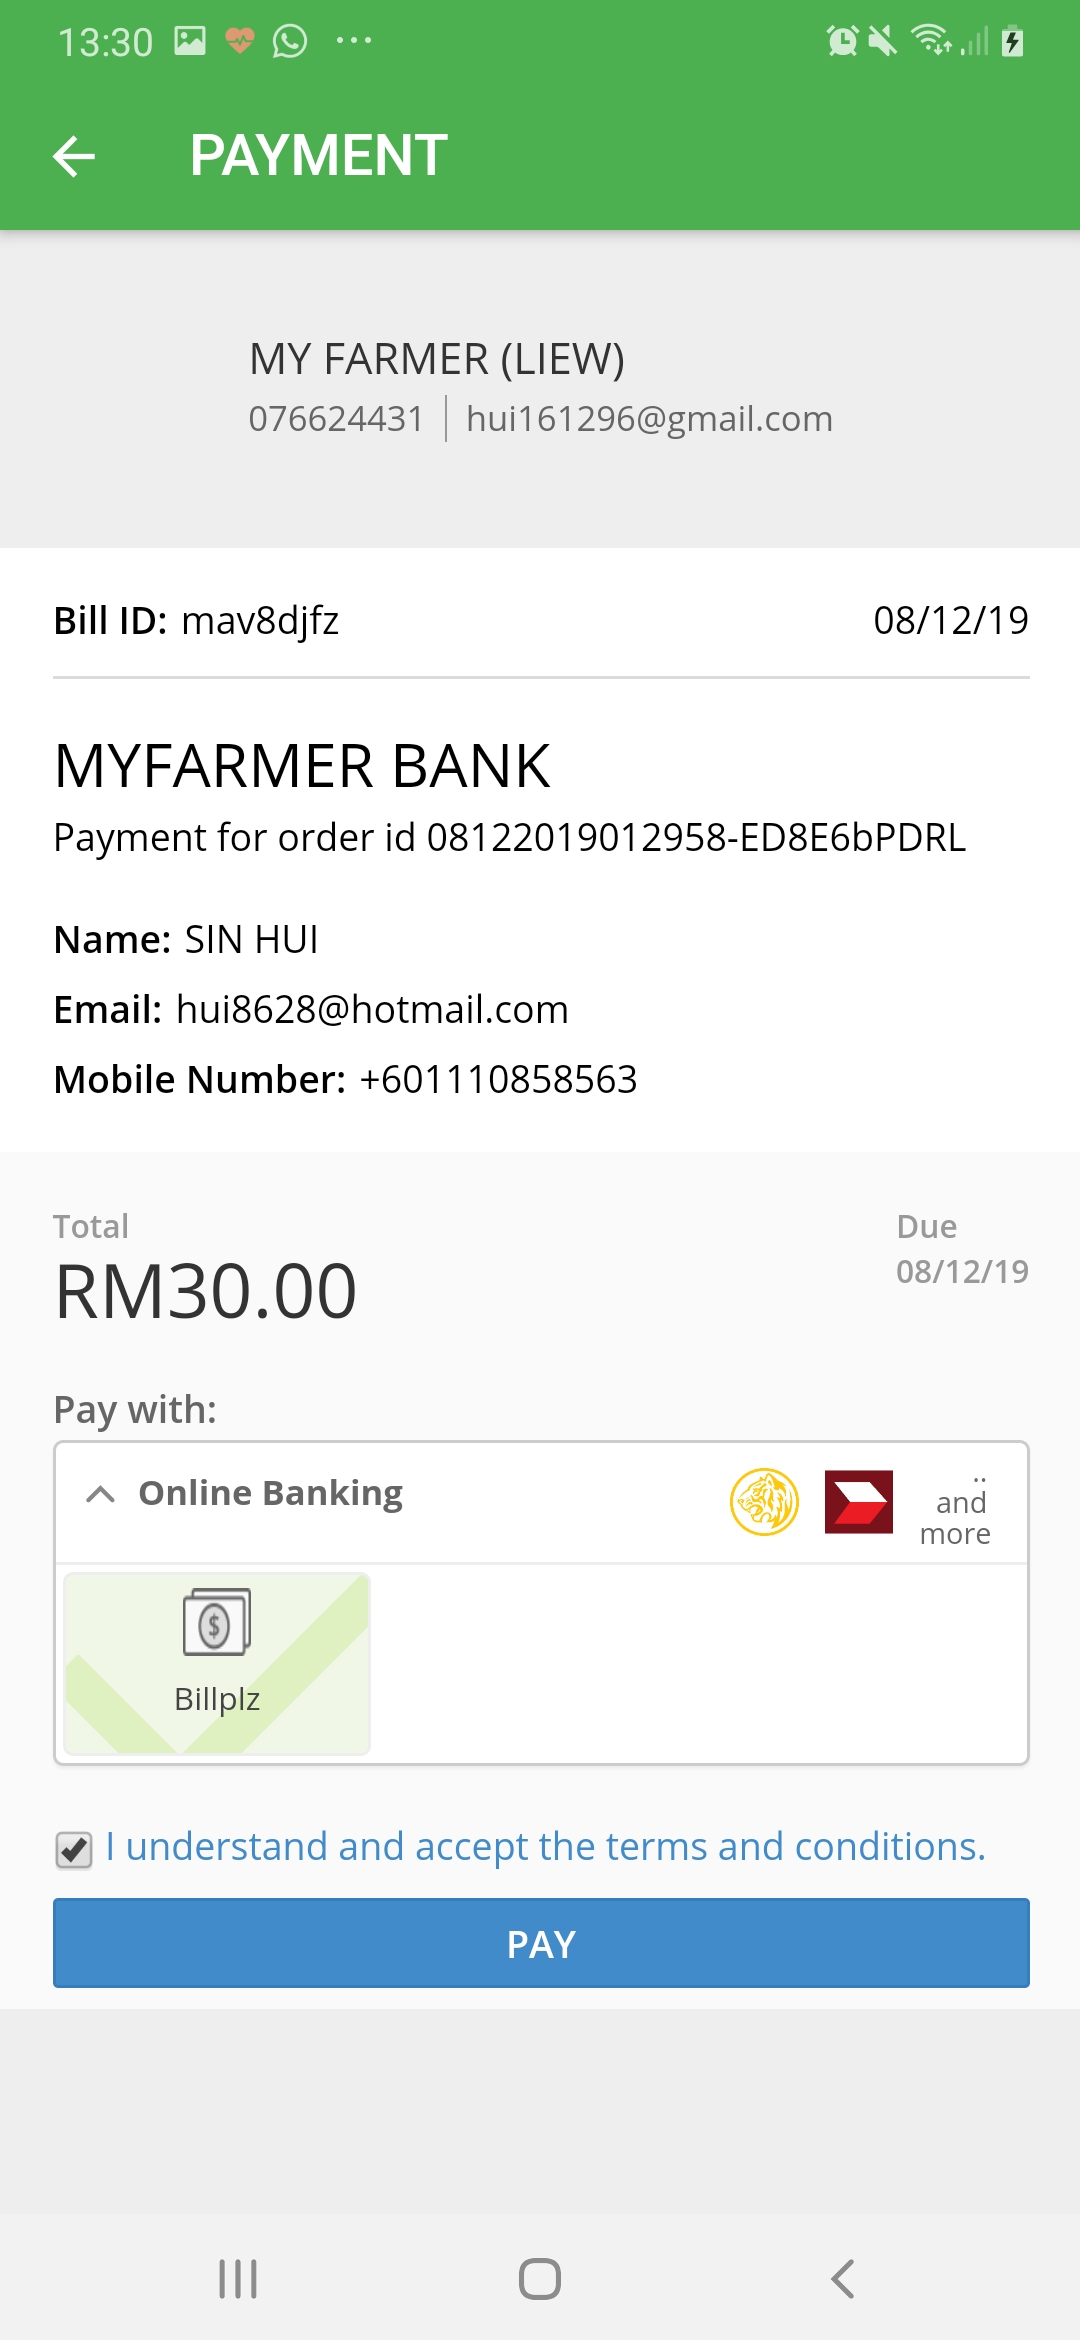 13:30
PAYMENT
MY FARMER (LIEW)
076624431 | hui161296@gmail.com
Bill ID: mav8djfz 08/12/19
MYFARMER BANK
Payment for order id 08122019012958-ED8E6bPDRL
Name: SIN HUI
Email: hui8628@hotmail.com
Mobile Number: +601110858563
Total Due
RM30.00 08/12/19
Pay with:
Online Banking .. and more
$
Billplz
I understand and accept the terms and conditions.
PAY